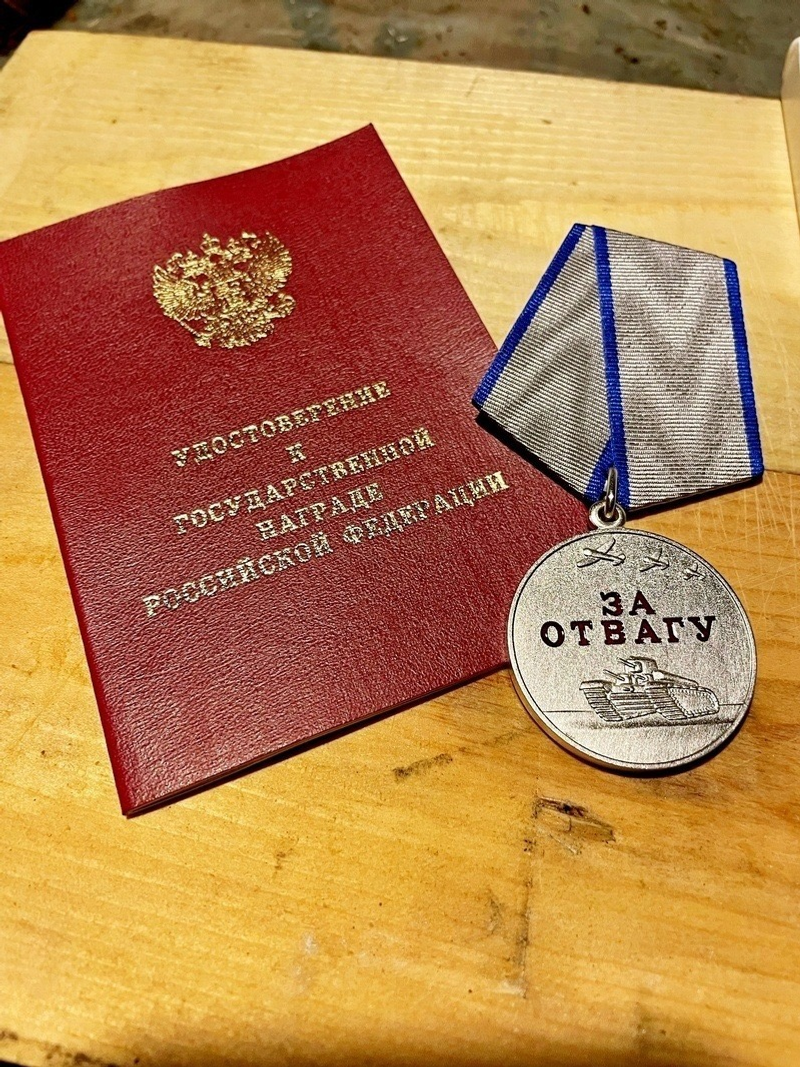 УДОСТОВЕРЕНИЕ
К
ГОСУДАРСТВЕННОЙ
НАГРАДЕ
РОССИЙСКОЙ ФЕДЕРАЦИИ
ЗА
ОТВАГУ